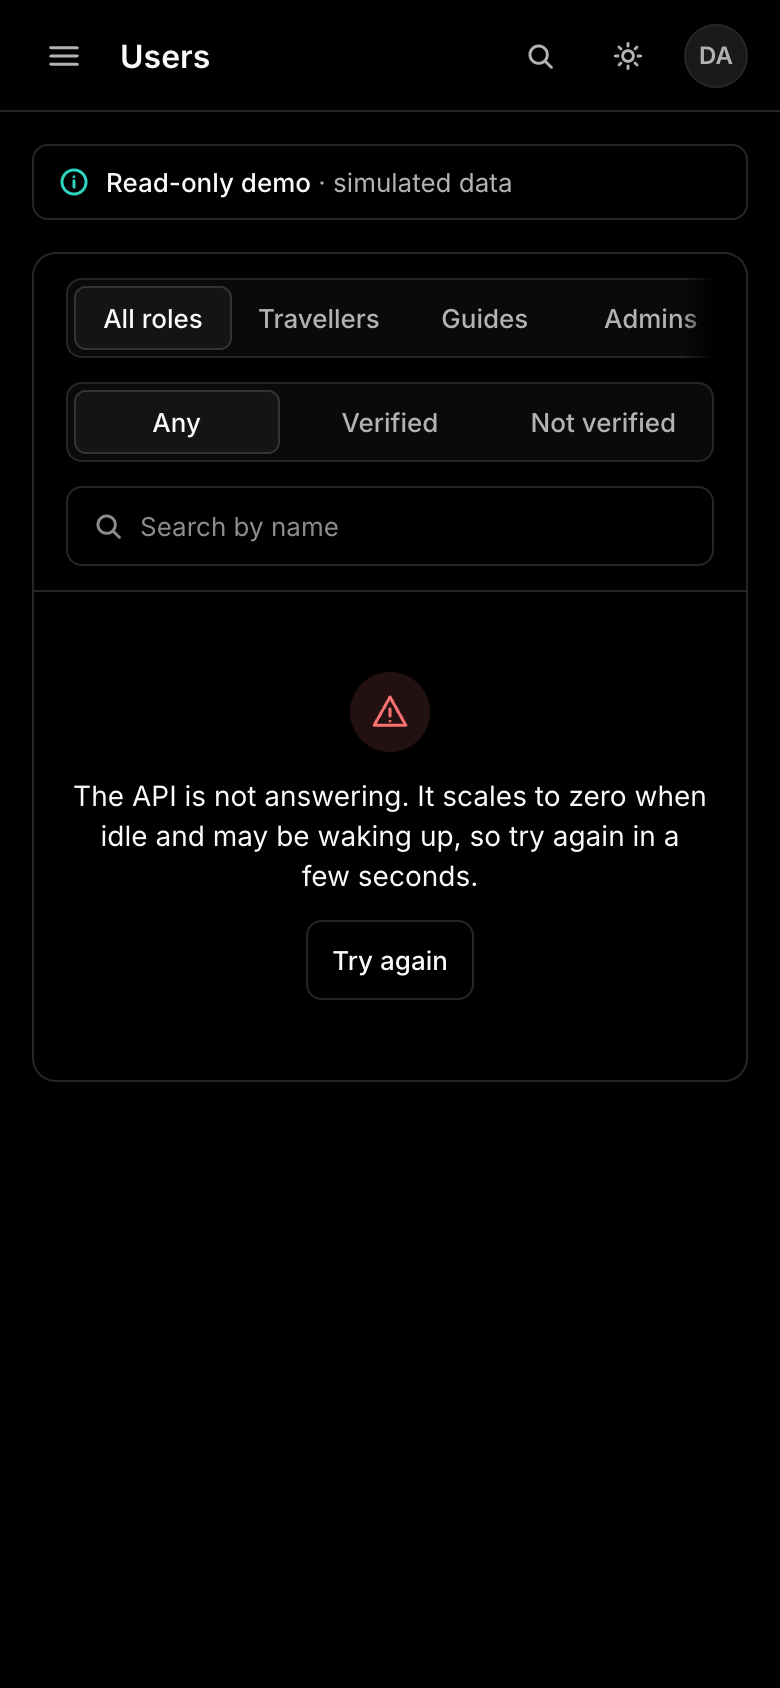 Users
DA
Read-only demo · simulated data
All roles Travellers Guides Admins
Any Verified Not verified
Search by name
The API is not answering. It scales to zero when
idle and may be waking up, so try again in a
few seconds.
Try again